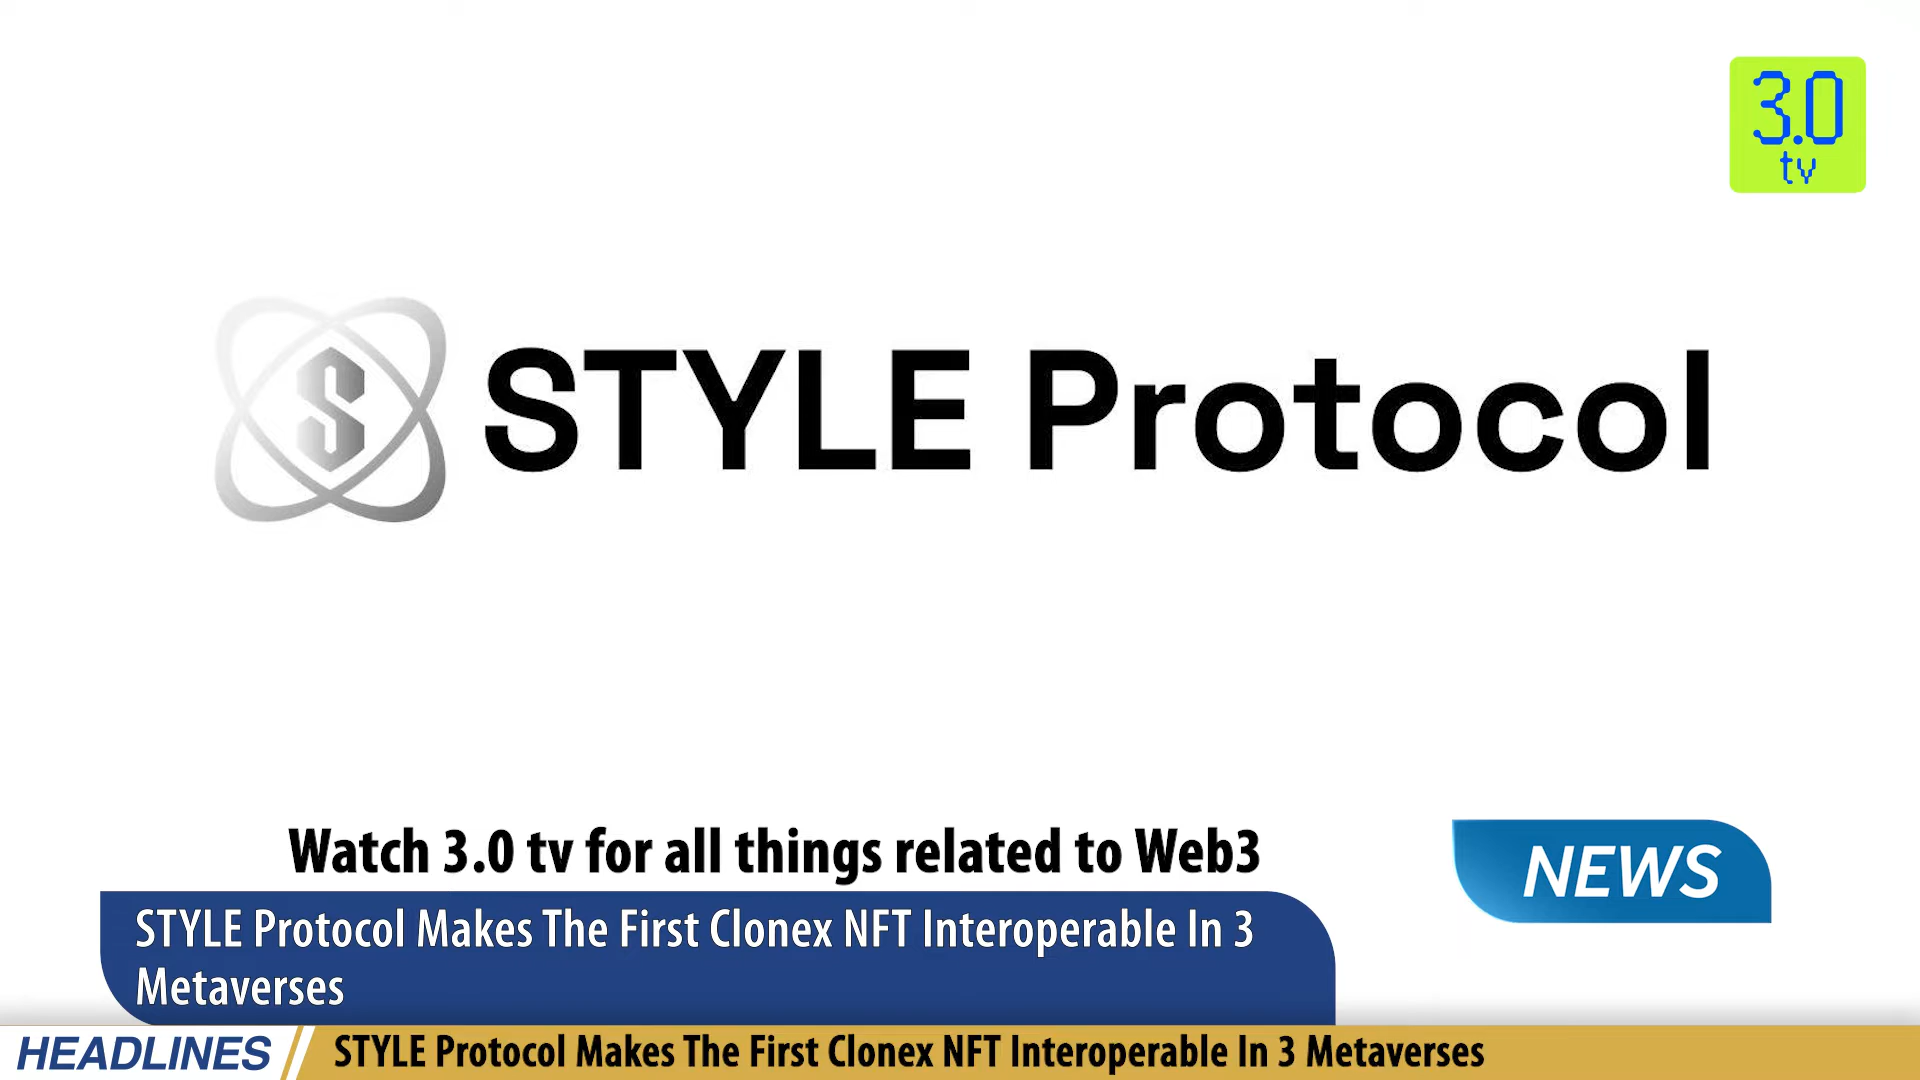 3.0
tv
S
STYLE Protocol
Watch 3.0 tv for all things related to Web3
NEWS
STYLE Protocol Makes The First Clonex NFT Interoperable In 3
Metaverses
HEADLINES
STYLE Protocol Makes The First Clonex NFT Interoperable In 3 Metaverses